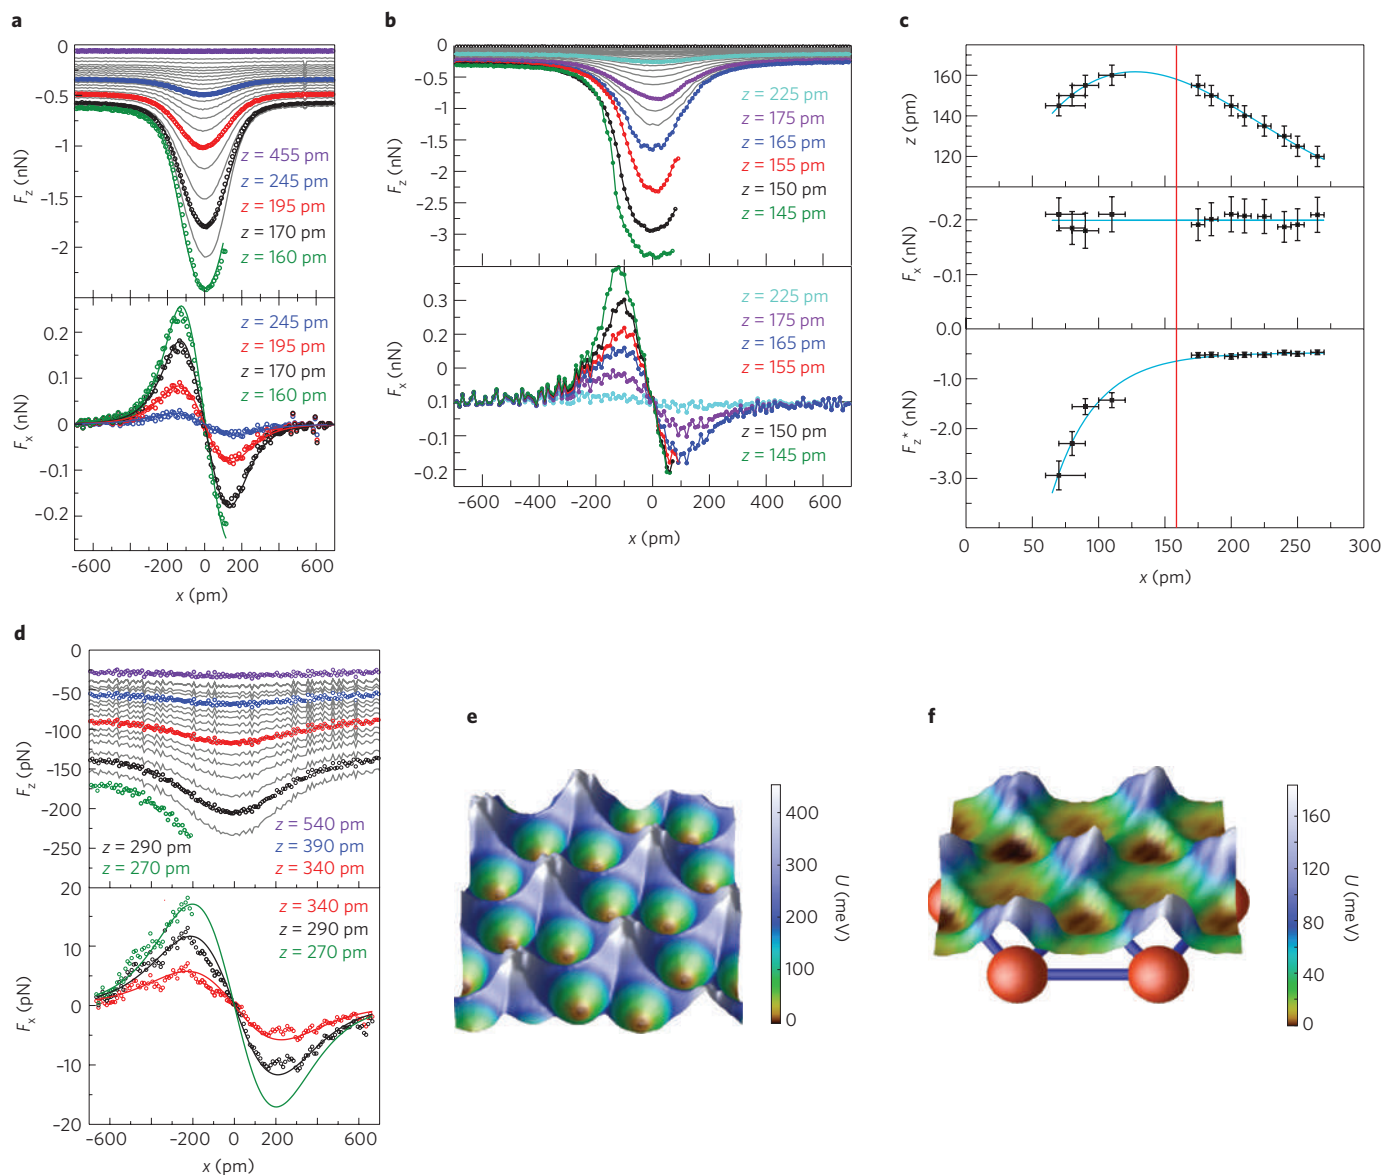 a
0
−0.5
−1
−1.5
−2
F_z (nN)
z = 455 pm
z = 245 pm
z = 195 pm
z = 170 pm
z = 160 pm
0.2
0.1
0
−0.1
−0.2
F_x (nN)
z = 245 pm
z = 195 pm
z = 170 pm
z = 160 pm
-600 -200 0 200 600
x (pm)
b
0
−0.5
−1
−1.5
−2
−2.5
−3
F_z (nN)
z = 225 pm
z = 175 pm
z = 165 pm
z = 155 pm
z = 150 pm
z = 145 pm
0.3
0.2
0
0.1
−0.1
−0.2
F_x (nN)
z = 225 pm
z = 175 pm
z = 165 pm
z = 155 pm
z = 150 pm
z = 145 pm
−600 −400 −200 0 200 400 600
x (pm)
c
160
140
120
z (pm)
−0.2
−0.1
0.0
F_x (nN)
−1.0
−2.0
−3.0
F_z* (nN)
0 50 100 150 200 250 300
x (pm)
d
0
−50
−100
−150
−200
−250
F_z (pN)
z = 540 pm
z = 290 pm
z = 390 pm
z = 270 pm
z = 340 pm
20
10
0
−10
−20
F_x (pN)
z = 340 pm
z = 290 pm
z = 270 pm
-600 −200 0 200 600
x (pm)
e
400
300
200
100
0
U (meV)
f
160
120
80
40
0
U (meV)